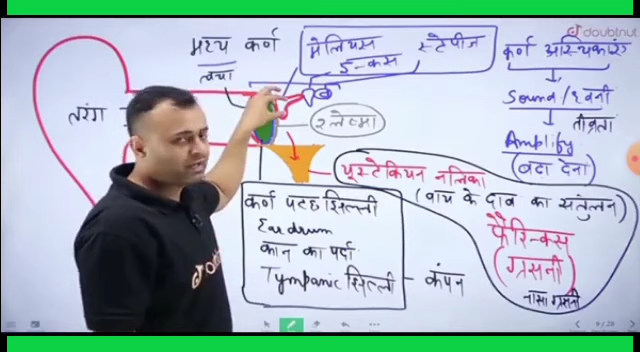 doubtnut
मध्य कर्ण
त्वचा
मेलियस
इन्कस
स्टेपीज
कर्ण अस्थिकाएं
Sound / ध्वनी
तीव्रता
Amplify
बढा देना
तरंग
श्लेष्मा
यूस्टेकियन नलिका
(वायु के दाव का संतुलन)
फैरिन्क्स
(ग्रसनी)
नासा ग्रसनी
कर्ण पटह झिल्ली
Ear drum
कान का पर्दा
Tympanic झिल्ली - कंपन